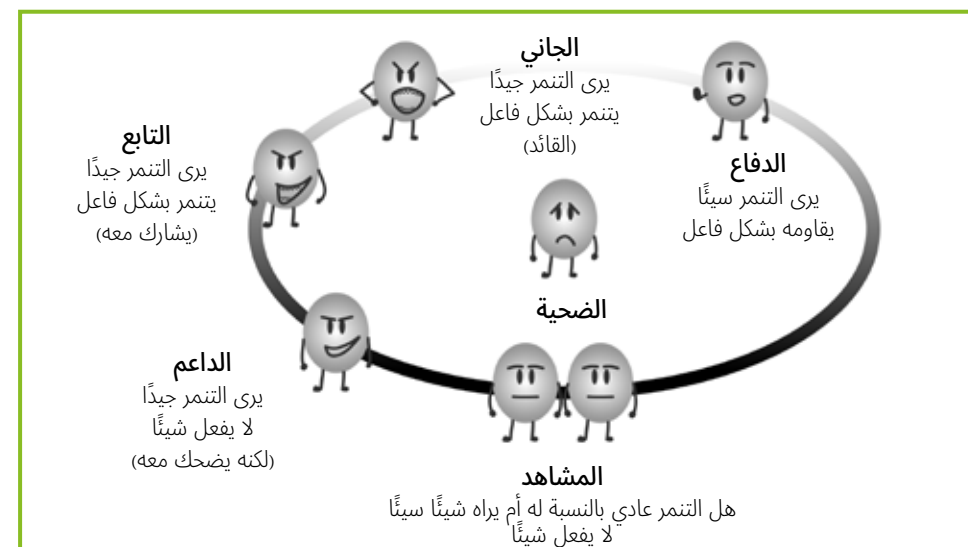 الجاني
يرى التنمر جيدًا
يتنمر بشكل فاعل
(القائد)
الدفاع
يرى التنمر سيئًا
يقاومه بشكل فاعل
التابع
يرى التنمر جيدًا
يتنمر بشكل فاعل
(يشارك معه)
الضحية
الداعم
يرى التنمر جيدًا
لا يفعل شيئًا
(لكنه يضحك معه)
المشاهد
هل التنمر عادي بالنسبة له أم يراه شيئًا سيئًا
لا يفعل شيئًا